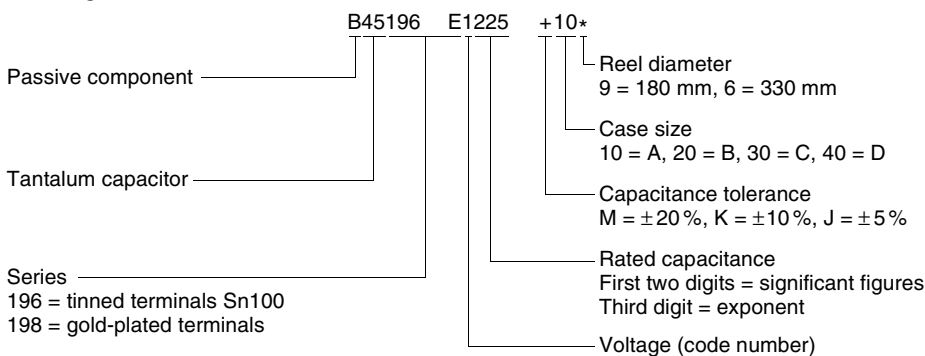 B45196 E1225 +10*
Passive component
Reel diameter
9 = 180 mm, 6 = 330 mm
Case size
10 = A, 20 = B, 30 = C, 40 = D
Tantalum capacitor
Capacitance tolerance
M = ±20 %, K = ±10 %, J = ±5 %
Series
196 = tinned terminals Sn100
198 = gold-plated terminals
Rated capacitance
First two digits = significant figures
Third digit = exponent
Voltage (code number)